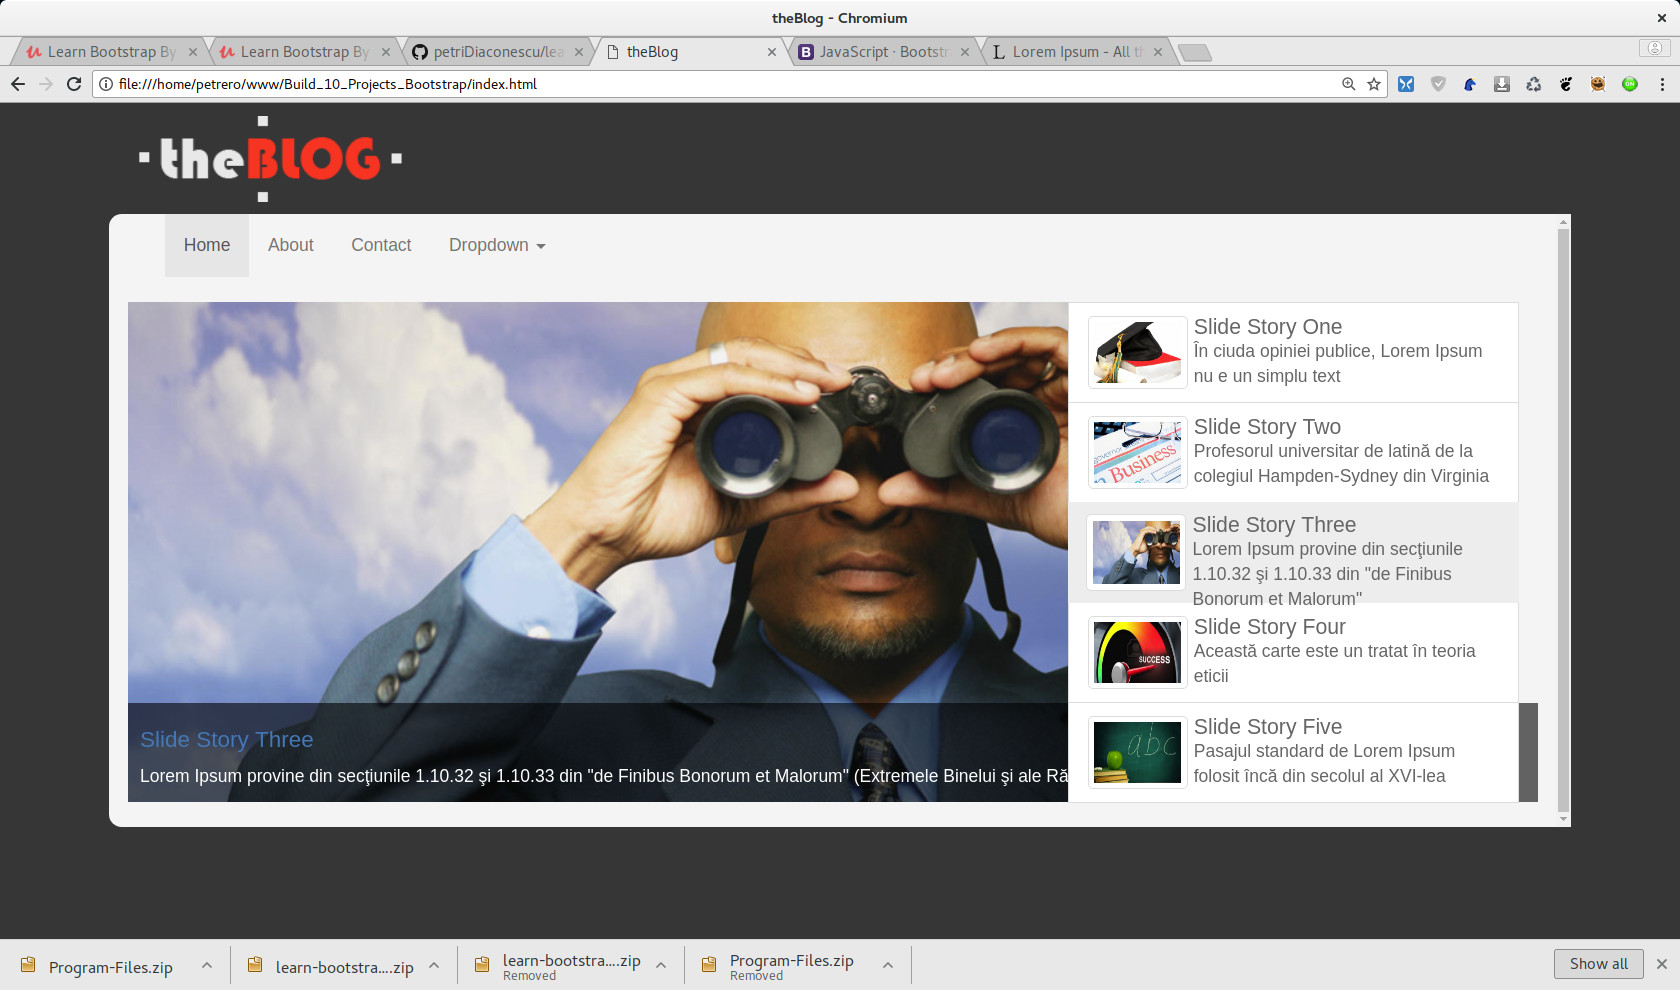 theBlog - Chromium
Learn Bootstrap By
Learn Bootstrap By
petriDiaconescu/lea
theBlog
JavaScript · Bootst
Lorem Ipsum - All t
file:///home/petrero/www/Build_10_Projects_Bootstrap/index.html
theBLOG
Home
About
Contact
Dropdown
Slide Story One
În ciuda opiniei publice, Lorem Ipsum
nu e un simplu text
Business
Slide Story Two
Profesorul universitar de latină de la
colegiul Hampden-Sydney din Virginia
Slide Story Three
Lorem Ipsum provine din secţiunile
1.10.32 şi 1.10.33 din "de Finibus
Bonorum et Malorum"
SUCCESS
Slide Story Four
Această carte este un tratat în teoria
eticii
abc
Slide Story Five
Pasajul standard de Lorem Ipsum
folosit încă din secolul al XVI-lea
Slide Story Three
Lorem Ipsum provine din secţiunile 1.10.32 şi 1.10.33 din "de Finibus Bonorum et Malorum" (Extremele Binelui şi ale Ră
Program-Files.zip
learn-bootstra....zip
learn-bootstra....zip
Removed
Program-Files.zip
Removed
Show all